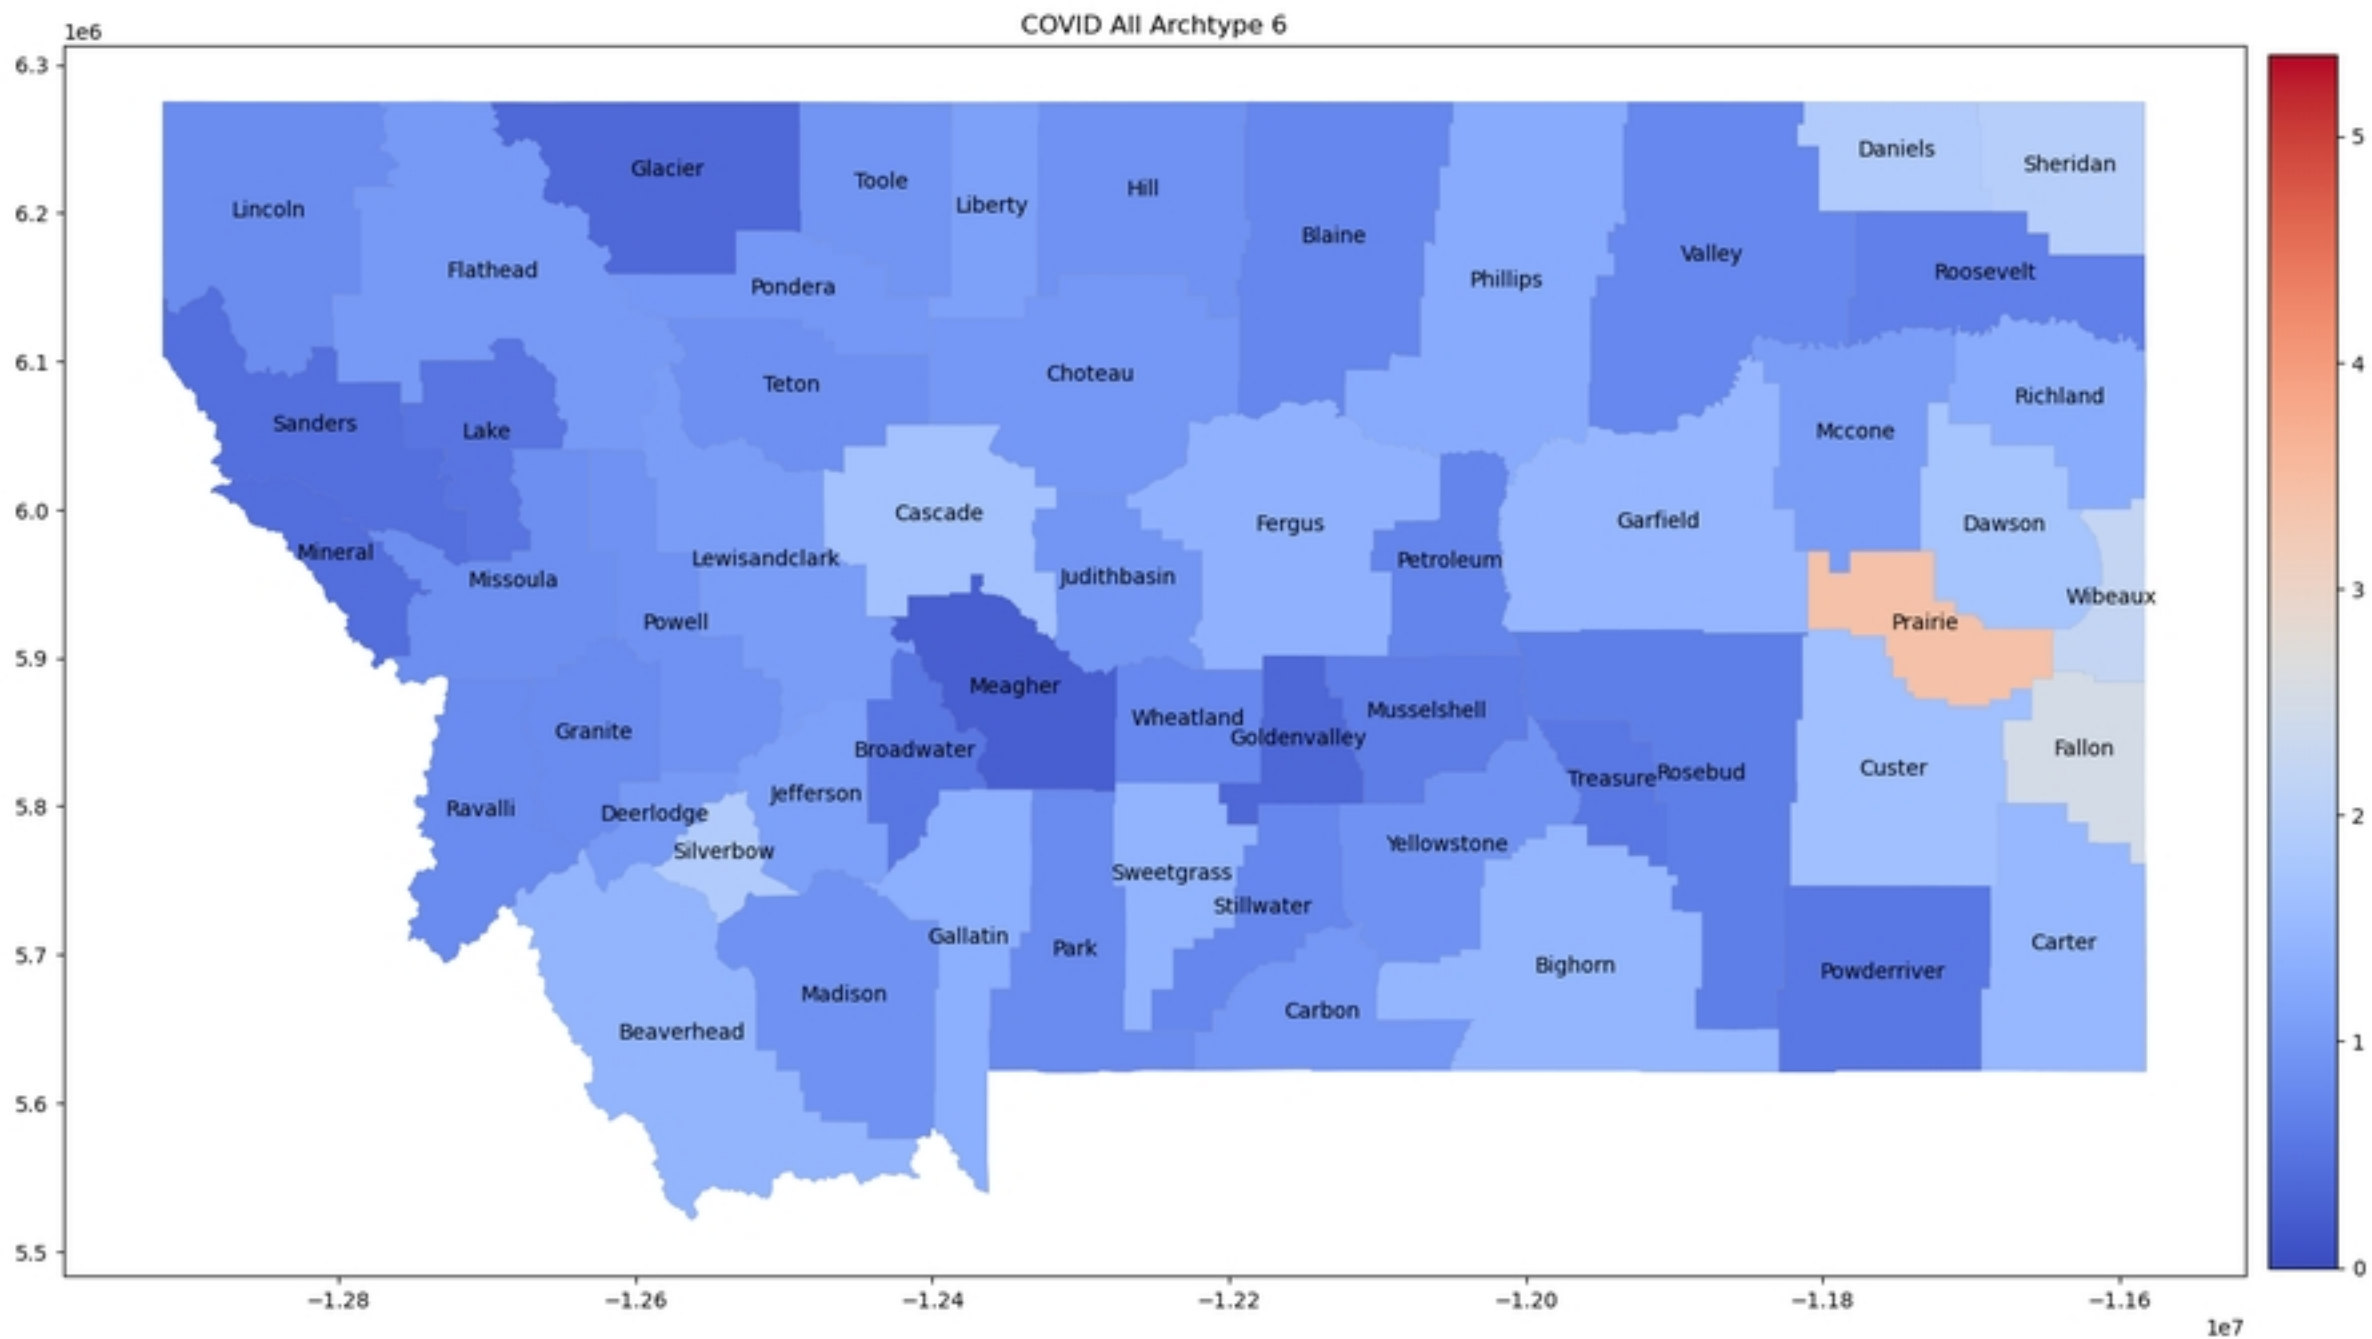 COVID All Archtype 6
1e6
6.3
6.2
6.1
6.0
5.9
5.8
5.7
5.6
5.5
Glacier
Toole
Liberty
Hill
Blaine
Phillips
Valley
Daniels
Sheridan
Roosevelt
Lincoln
Flathead
Pondera
Teton
Choteau
Richland
Mccone
Sanders
Lake
Cascade
Fergus
Petroleum
Garfield
Dawson
Wibeaux
Prairie
Mineral
Missoula
Lewisandclark
Judithbasin
Powell
Meagher
Wheatland
Goldenvalley
Musselshell
Granite
Broadwater
Jefferson
Treasure
Rosebud
Custer
Fallon
Ravalli
Deerlodge
Silverbow
Sweetgrass
Stillwater
Yellowstone
Gallatin
Park
Bighorn
Powderriver
Carter
Madison
Carbon
Beaverhead
−1.28
−1.26
−1.24
−1.22
−1.20
−1.18
−1.16
1e7
5
4
3
2
1
0